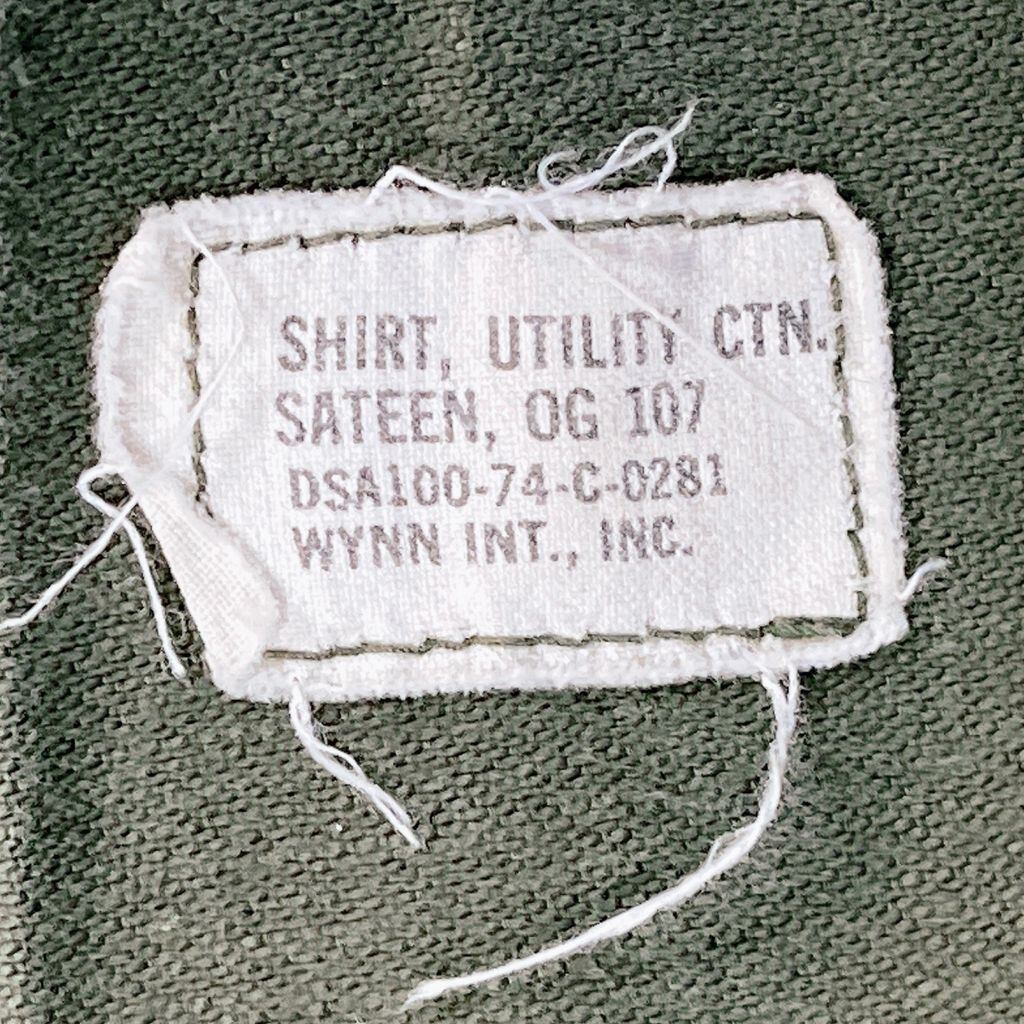 SHIRT, UTILITY CTN.
SATEEN, OG 107
DSA100-74-C-0281
WYNN INT., INC.